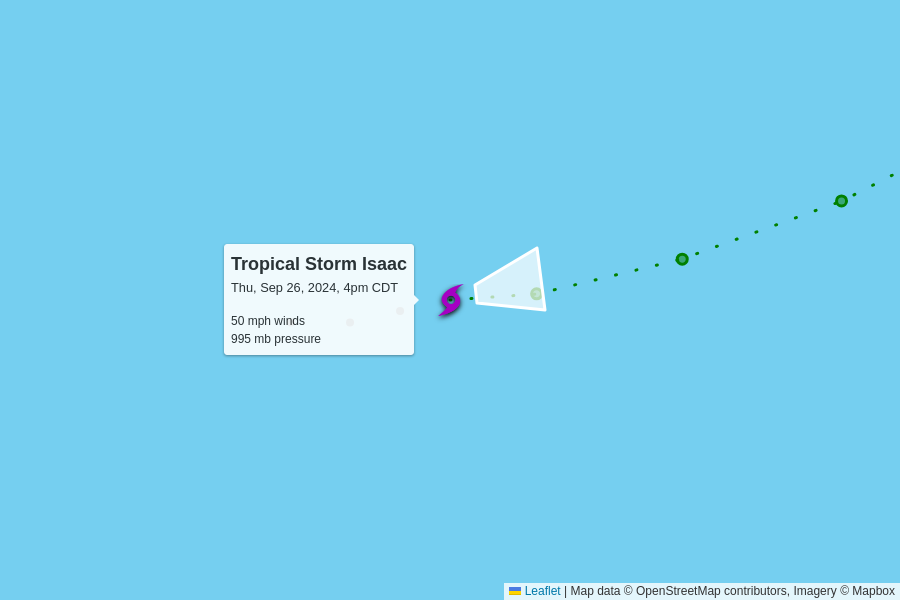 Tropical Storm Isaac
Thu, Sep 26, 2024, 4pm CDT
50 mph winds
995 mb pressure
Leaflet | Map data © OpenStreetMap contributors, Imagery © Mapbox